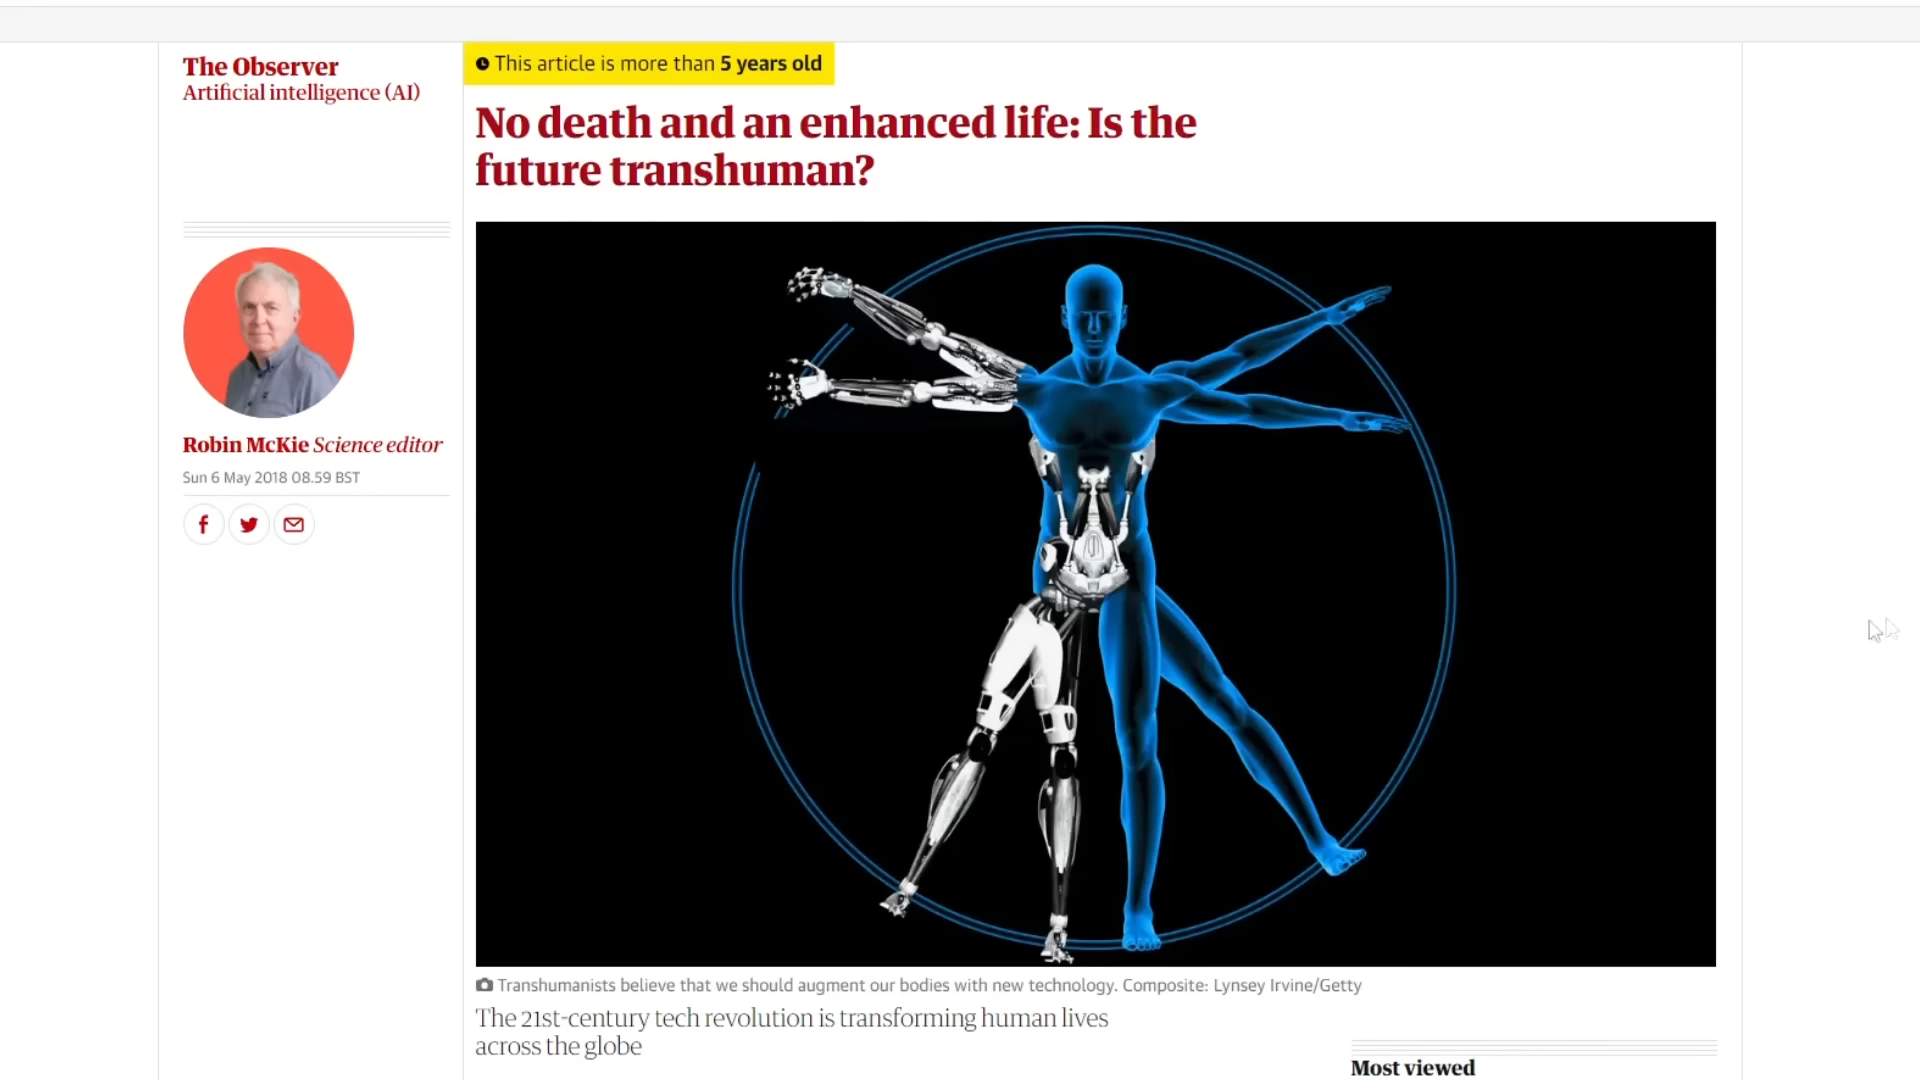 The Observer
Artificial intelligence (AI)
This article is more than 5 years old
No death and an enhanced life: Is the
future transhuman?
Robin McKie Science editor
Sun 6 May 2018 08.59 BST
Transhumanists believe that we should augment our bodies with new technology. Composite: Lynsey Irvine/Getty
The 21st-century tech revolution is transforming human lives
across the globe
Most viewed